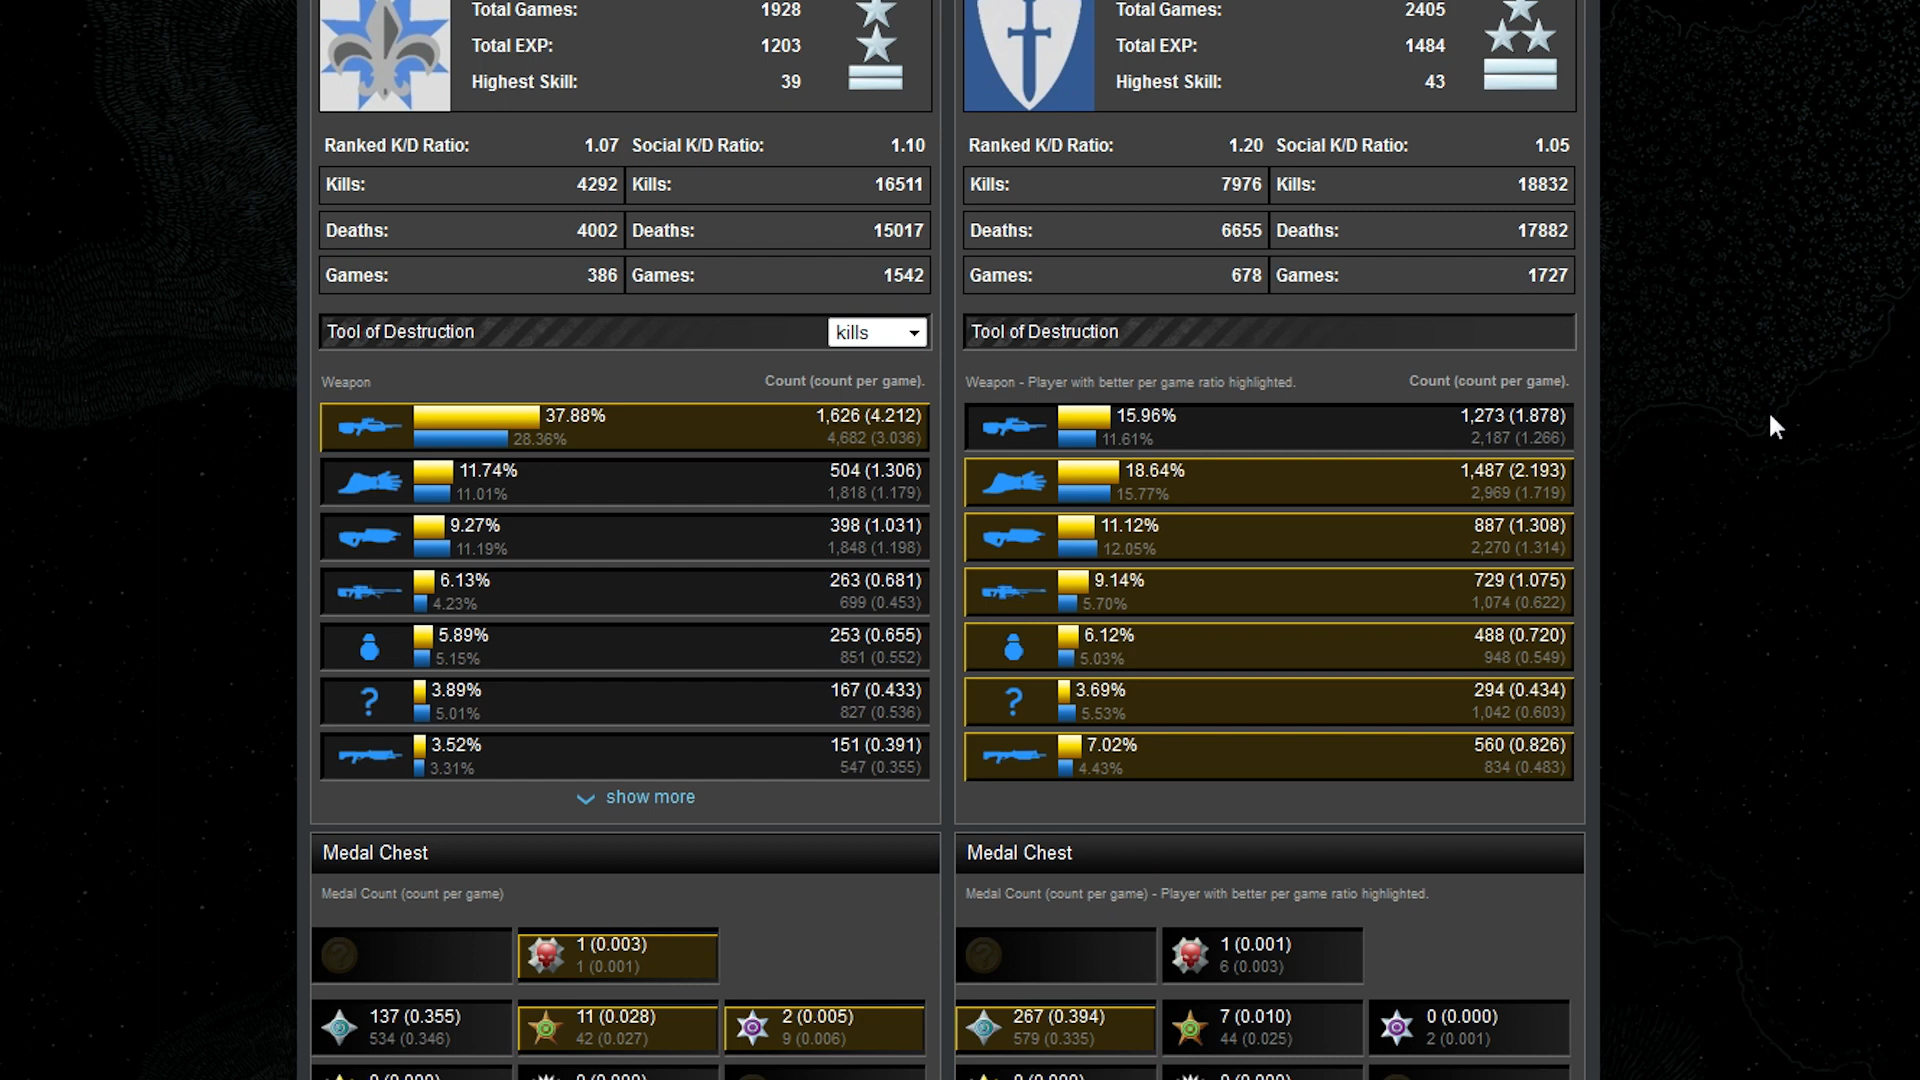 Total Games: 1928
Total EXP: 1203
Highest Skill: 39
Ranked K/D Ratio: 1.07 Social K/D Ratio: 1.10
Kills: 4292 Kills: 16511
Deaths: 4002 Deaths: 15017
Games: 386 Games: 1542
Tool of Destruction kills
Weapon Count (count per game).
37.88% 1,626 (4.212)
28.36% 4,682 (3.036)
11.74% 504 (1.306)
11.01% 1,818 (1.179)
9.27% 398 (1.031)
11.19% 1,848 (1.198)
6.13% 263 (0.681)
4.23% 699 (0.453)
5.89% 253 (0.655)
5.15% 851 (0.552)
? 3.89% 167 (0.433)
5.01% 827 (0.536)
3.52% 151 (0.391)
3.31% 547 (0.355)
show more
Medal Chest
Medal Count (count per game)
1 (0.003)
1 (0.001)
137 (0.355) 11 (0.028) 2 (0.005)
534 (0.346) 42 (0.027) 9 (0.006)
Total Games: 2405
Total EXP: 1484
Highest Skill: 43
Ranked K/D Ratio: 1.20 Social K/D Ratio: 1.05
Kills: 7976 Kills: 18832
Deaths: 6655 Deaths: 17882
Games: 678 Games: 1727
Tool of Destruction
Weapon - Player with better per game ratio highlighted. Count (count per game).
15.96% 1,273 (1.878)
11.61% 2,187 (1.266)
18.64% 1,487 (2.193)
15.77% 2,969 (1.719)
11.12% 887 (1.308)
12.05% 2,270 (1.314)
9.14% 729 (1.075)
5.70% 1,074 (0.622)
6.12% 488 (0.720)
5.03% 948 (0.549)
? 3.69% 294 (0.434)
5.53% 1,042 (0.603)
7.02% 560 (0.826)
4.43% 834 (0.483)
Medal Chest
Medal Count (count per game) - Player with better per game ratio highlighted.
1 (0.001)
6 (0.003)
267 (0.394) 7 (0.010) 0 (0.000)
579 (0.335) 44 (0.025) 2 (0.001)